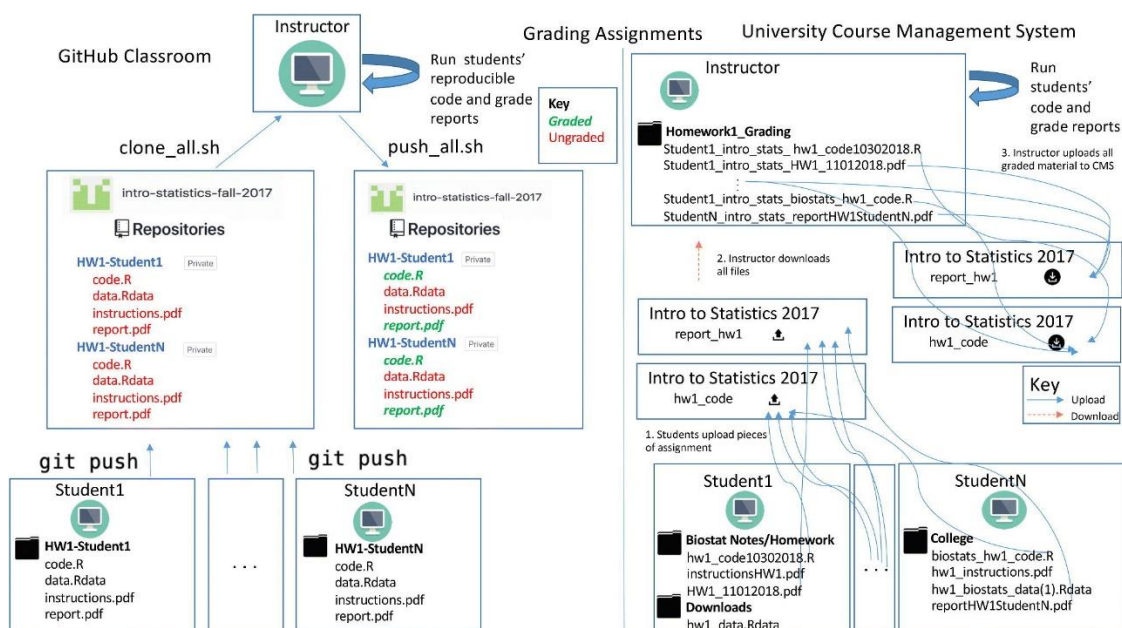 GitHub Classroom
Instructor
Run students’
reproducible
code and grade
reports
clone_all.sh
push_all.sh
intro-statistics-fall-2017
Repositories
HW1-Student1 Private
code.R
data.Rdata
instructions.pdf
report.pdf
HW1-StudentN Private
code.R
data.Rdata
instructions.pdf
report.pdf
intro-statistics-fall-2017
Repositories
HW1-Student1 Private
code.R
data.Rdata
instructions.pdf
report.pdf
HW1-StudentN Private
code.R
data.Rdata
instructions.pdf
report.pdf
git push
git push
Student1
HW1-Student1
code.R
data.Rdata
instructions.pdf
report.pdf
...
StudentN
HW1-StudentN
code.R
data.Rdata
instructions.pdf
report.pdf
Grading Assignments
Key
Graded
Ungraded
University Course Management System
Instructor
Run
students’
code and
grade reports
Homework1_Grading
Student1_intro_stats_ hw1_code10302018.R
Student1_intro_stats_HW1_11012018.pdf
⋮
Student1_intro_stats_biostats_hw1_code.R
StudentN_intro_stats_reportHW1StudentN.pdf
3. Instructor uploads all
graded material to CMS
2. Instructor downloads
all files
Intro to Statistics 2017
report_hw1
Intro to Statistics 2017
hw1_code
Intro to Statistics 2017
report_hw1
Intro to Statistics 2017
hw1_code
Key
Upload
Download
1. Students upload pieces
of assignment
Student1
Biostat Notes/Homework
hw1_code10302018.R
instructionsHW1.pdf
HW1_11012018.pdf
Downloads
hw1_data.Rdata
...
StudentN
College
biostats_hw1_code.R
hw1_instructions.pdf
hw1_biostats_data(1).Rdata
reportHW1StudentN.pdf